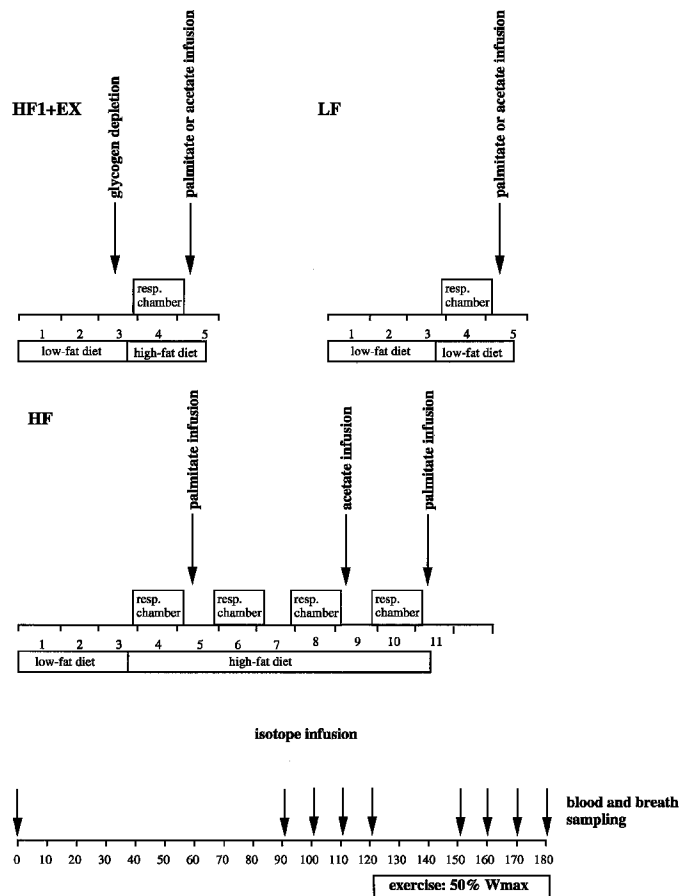 HF1+EX
glycogen depletion
palmitate or acetate infusion
resp.
chamber
1 2 3 4 5
low-fat diet high-fat diet
LF
palmitate or acetate infusion
resp.
chamber
1 2 3 4 5
low-fat diet low-fat diet
HF
palmitate infusion
acetate infusion
palmitate infusion
resp. resp. resp. resp.
chamber chamber chamber chamber
1 2 3 4 5 6 7 8 9 10 11
low-fat diet high-fat diet
isotope infusion
blood and breath
sampling
0 10 20 30 40 50 60 70 80 90 100 110 120 130 140 150 160 170 180
exercise: 50% Wmax